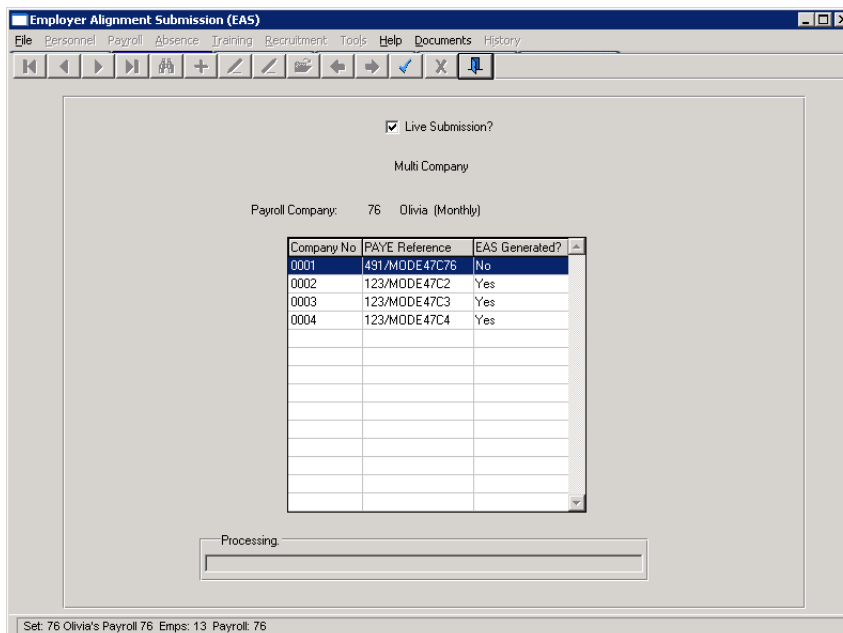 Employer Alignment Submission (EAS)
File Personnel Payroll Absence Training Recruitment Tools Help Documents History
Live Submission?
Multi Company
Payroll Company: 76 Olivia (Monthly)
Company No PAYE Reference EAS Generated?
0001 491/MODE47C76 No
0002 123/MODE47C2 Yes
0003 123/MODE47C3 Yes
0004 123/MODE47C4 Yes
Processing.
Set: 76 Olivia's Payroll 76 Emps: 13 Payroll: 76